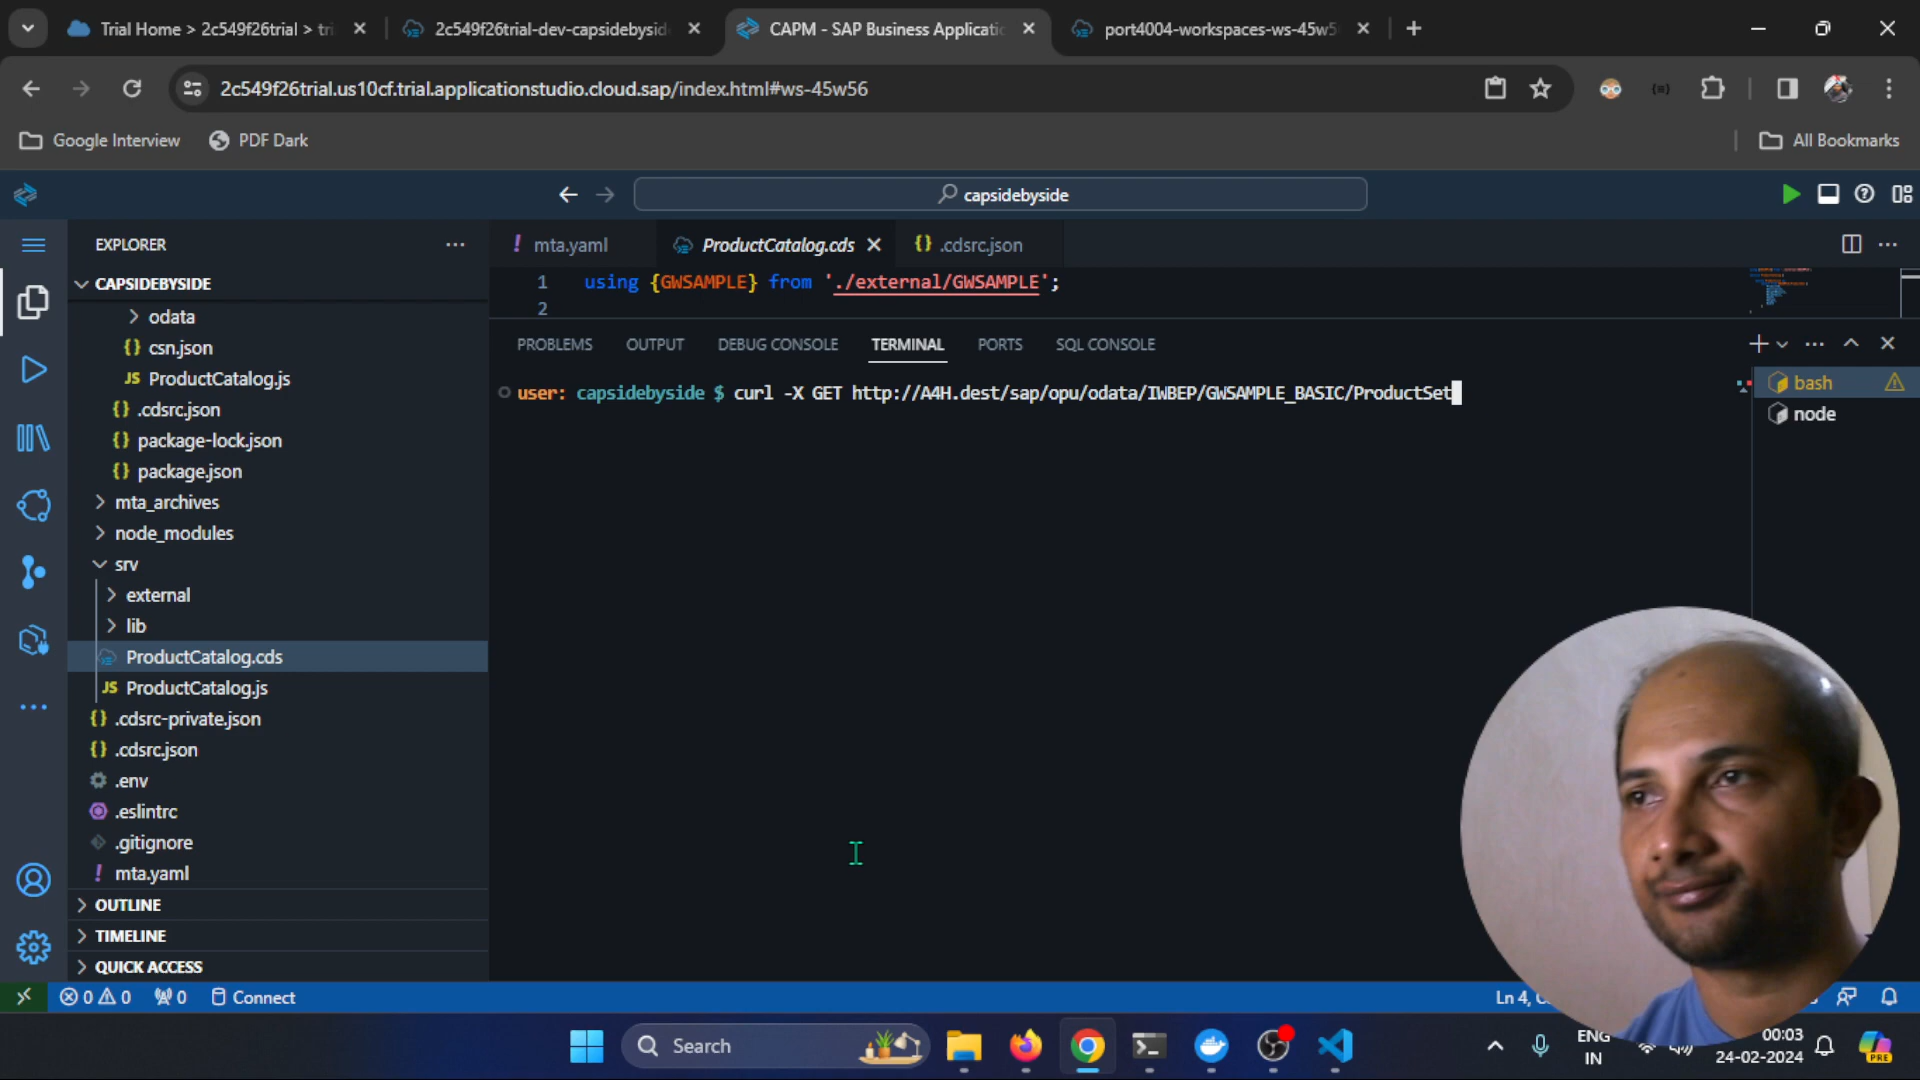 Trial Home > 2c549f26trial > tri
2c549f26trial-dev-capsidebysid
CAPM - SAP Business Applicatio
port4004-workspaces-ws-45w5
2c549f26trial.us10cf.trial.applicationstudio.cloud.sap/index.html#ws-45w56
Google Interview
PDF Dark
All Bookmarks
capsidebyside
EXPLORER
mta.yaml
ProductCatalog.cds
.cdsrc.json
CAPSIDEBYSIDE
odata
csn.json
ProductCatalog.js
.cdsrc.json
package-lock.json
package.json
mta_archives
node_modules
srv
external
lib
ProductCatalog.cds
ProductCatalog.js
.cdsrc-private.json
.cdsrc.json
.env
.eslintrc
.gitignore
mta.yaml
OUTLINE
TIMELINE
QUICK ACCESS
1 using {GWSAMPLE} from './external/GWSAMPLE';
2
PROBLEMS OUTPUT DEBUG CONSOLE TERMINAL PORTS SQL CONSOLE
user: capsidebyside $ curl -X GET http://A4H.dest/sap/opu/odata/IWBEP/GWSAMPLE_BASIC/ProductSet
bash
node
0 0 0 Connect
Ln 4,
Search
ENG
IN
00:03
24-02-2024
PRE